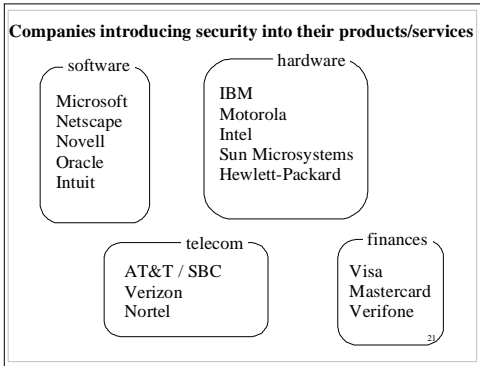 Companies introducing security into their products/services
software
Microsoft
Netscape
Novell
Oracle
Intuit
hardware
IBM
Motorola
Intel
Sun Microsystems
Hewlett-Packard
telecom
AT&T / SBC
Verizon
Nortel
finances
Visa
Mastercard
Verifone
21